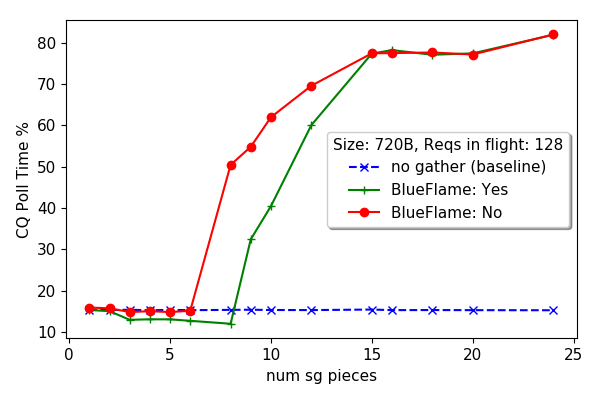 80
70
60
50
40
30
20
10
CQ Poll Time %
Size: 720B, Reqs in flight: 128
no gather (baseline)
BlueFlame: Yes
BlueFlame: No
0 5 10 15 20 25
num sg pieces